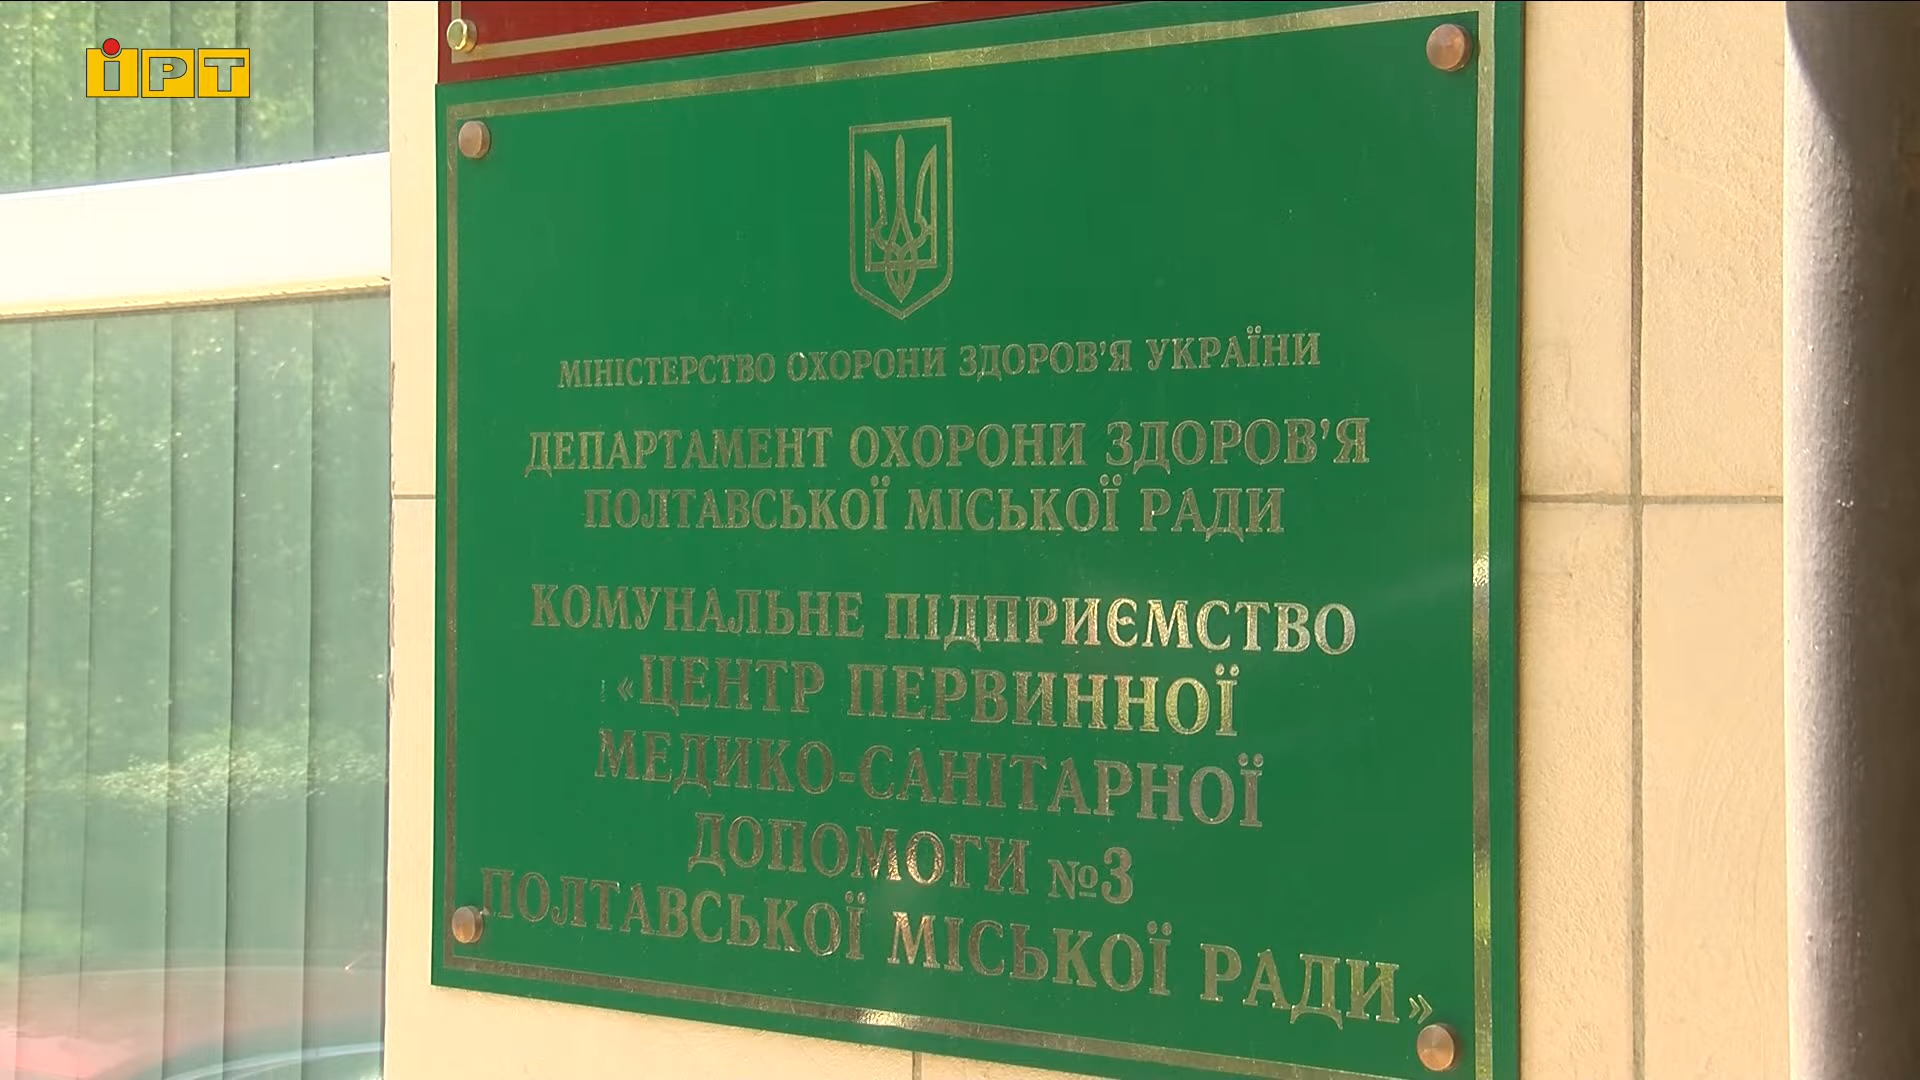 іРТ
МІНІСТЕРСТВО ОХОРОНИ ЗДОРОВ'Я УКРАЇНИ
ДЕПАРТАМЕНТ ОХОРОНИ ЗДОРОВ'Я
ПОЛТАВСЬКОЇ МІСЬКОЇ РАДИ
КОМУНАЛЬНЕ ПІДПРИЄМСТВО
«ЦЕНТР ПЕРВИННОЇ
МЕДИКО-САНІТАРНОЇ
ДОПОМОГИ №3
ПОЛТАВСЬКОЇ МІСЬКОЇ РАДИ»